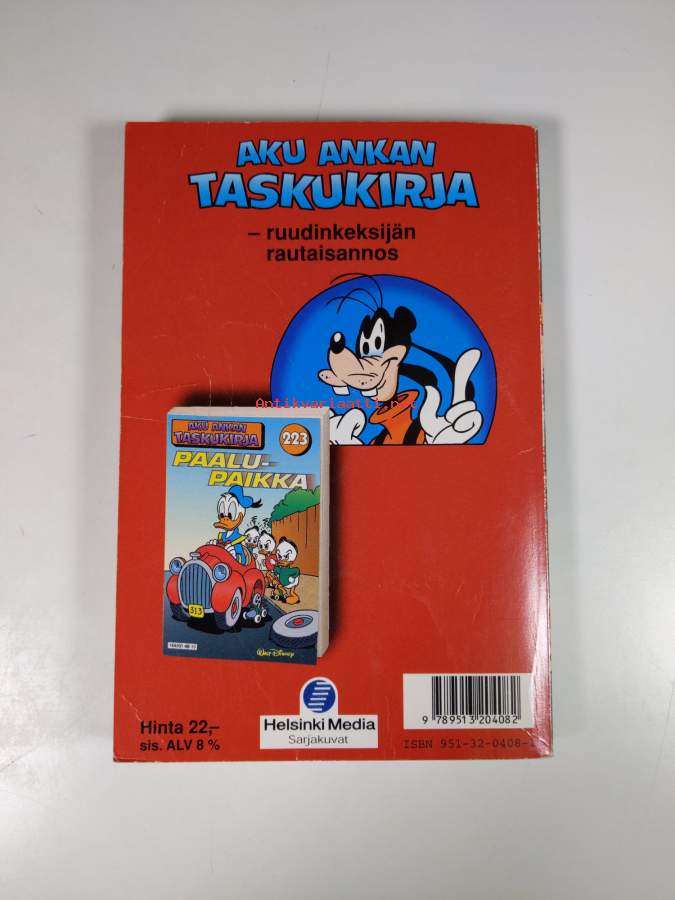 AKU ANKAN
TASKUKIRJA
– ruudinkeksijän
rautaisannos
Antikvariaatti.n
AKU ANKAN
TASKUKIRJA
223
PAALU-
PAIKKA
313
WALT DISNEY
Hinta 22,–
sis. ALV 8 %
Helsinki Media
Sarjakuvat
9 789513 204082
ISBN 951-32-0408-